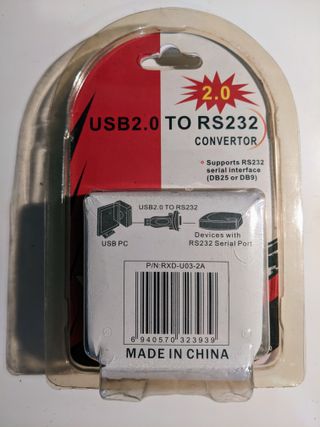 2.0
USB2.0 TO RS232
CONVERTOR
• Supports RS232
serial interface
(DB25 or DB9)
USB2.0 TO RS232
USB PC
Devices with
RS232 Serial Port
P/N:RXD-U03-2A
6 940570 323939
MADE IN CHINA